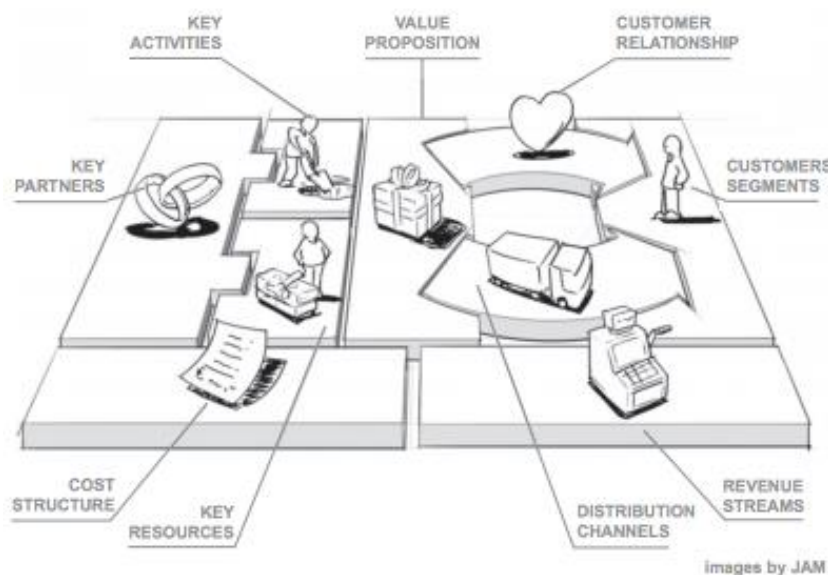 KEY
ACTIVITIES
VALUE
PROPOSITION
CUSTOMER
RELATIONSHIP
KEY
PARTNERS
CUSTOMERS
SEGMENTS
COST
STRUCTURE
KEY
RESOURCES
DISTRIBUTION
CHANNELS
REVENUE
STREAMS
images by JAM